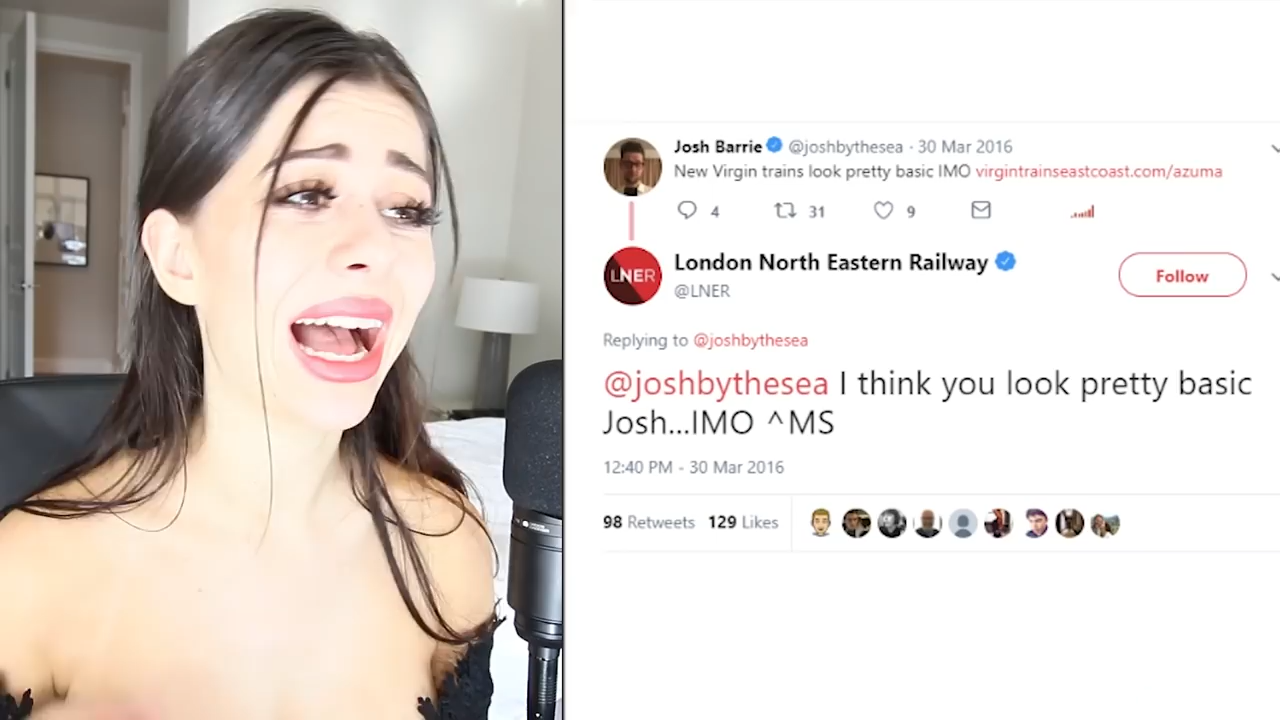 Josh Barrie @joshbythesea · 30 Mar 2016
New Virgin trains look pretty basic IMO virgintrainseastcoast.com/azuma
4 31 9
LNER
London North Eastern Railway
@LNER
Follow
Replying to @joshbythesea
@joshbythesea I think you look pretty basic
Josh...IMO ^MS
12:40 PM - 30 Mar 2016
98 Retweets 129 Likes